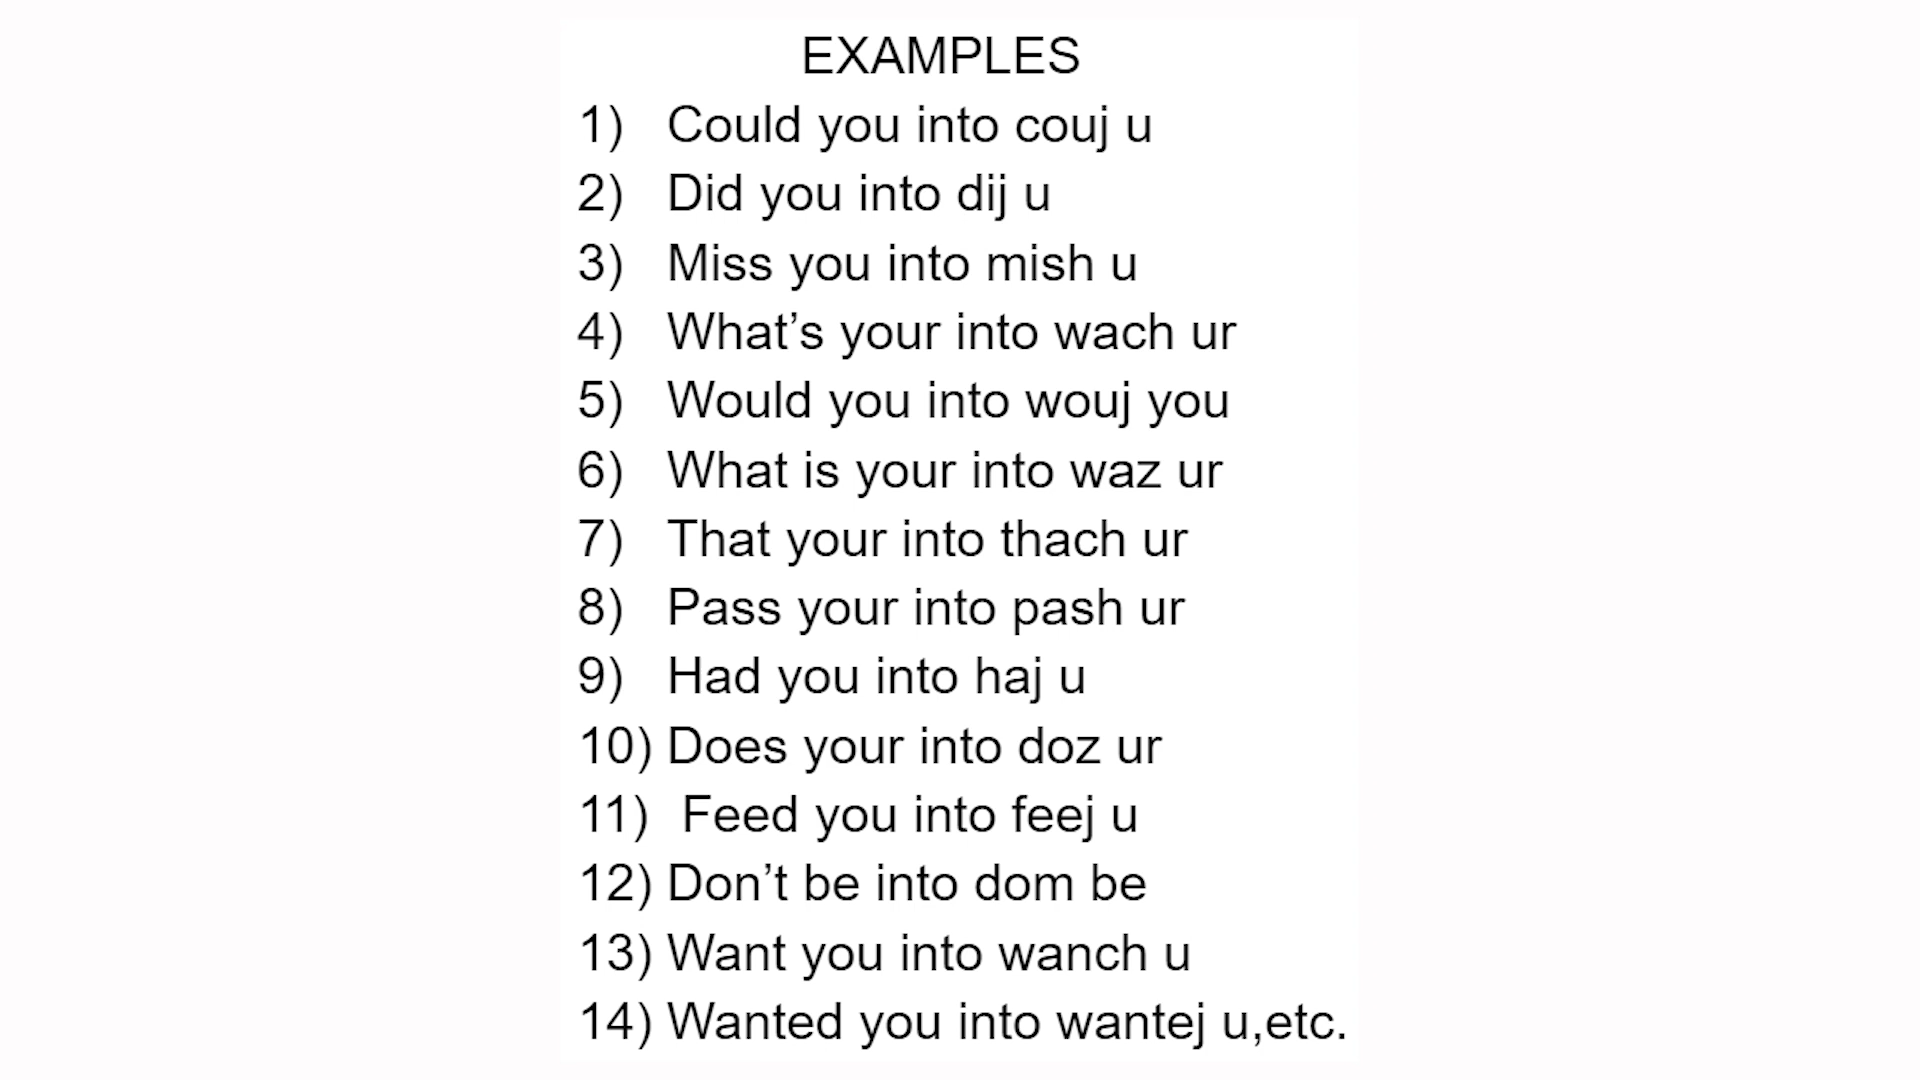 EXAMPLES
1) Could you into couj u
2) Did you into dij u
3) Miss you into mish u
4) What’s your into wach ur
5) Would you into wouj you
6) What is your into waz ur
7) That your into thach ur
8) Pass your into pash ur
9) Had you into haj u
10) Does your into doz ur
11) Feed you into feej u
12) Don’t be into dom be
13) Want you into wanch u
14) Wanted you into wantej u,etc.